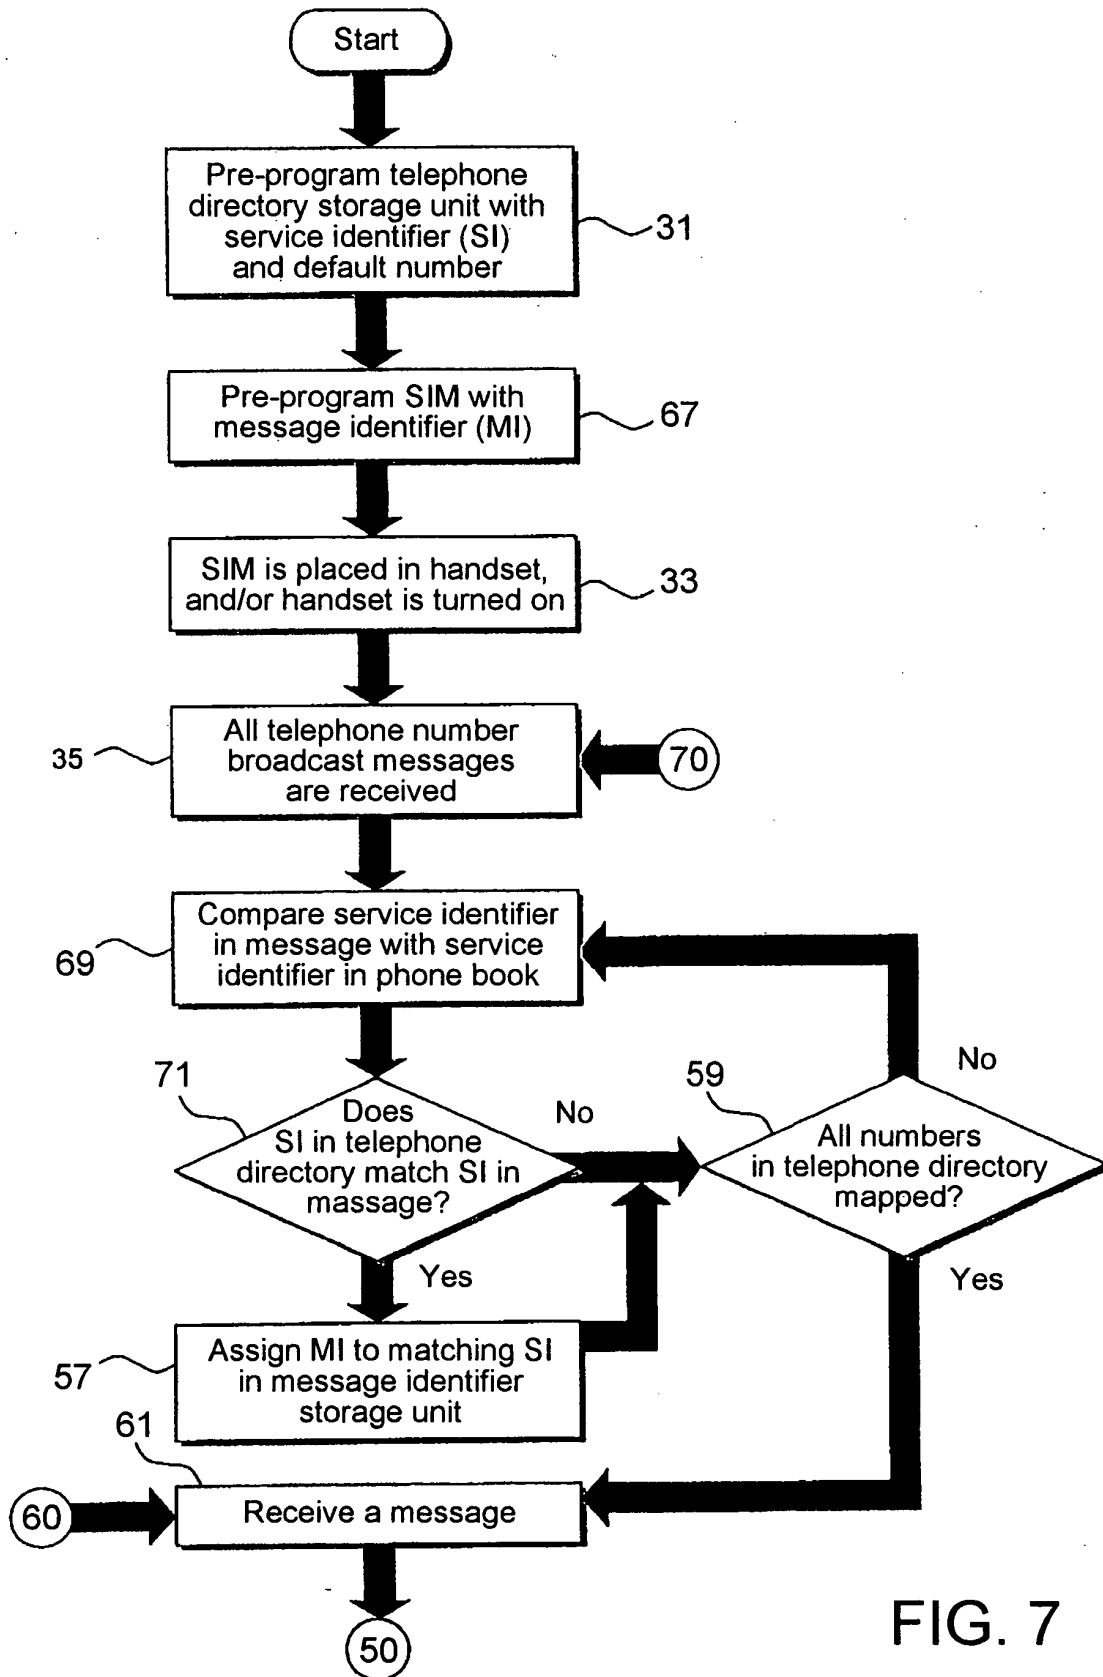 Start
Pre-program telephone
directory storage unit with
service identifier (SI)
and default number
31
Pre-program SIM with
message identifier (MI)
67
SIM is placed in handset,
and/or handset is turned on
33
All telephone number
broadcast messages
are received
35
70
Compare service identifier
in message with service
identifier in phone book
69
71
Does
SI in telephone
directory match SI in
massage?
No
Yes
59
All numbers
in telephone directory
mapped?
No
Yes
Assign MI to matching SI
in message identifier
storage unit
57
61
Receive a message
60
50
FIG. 7